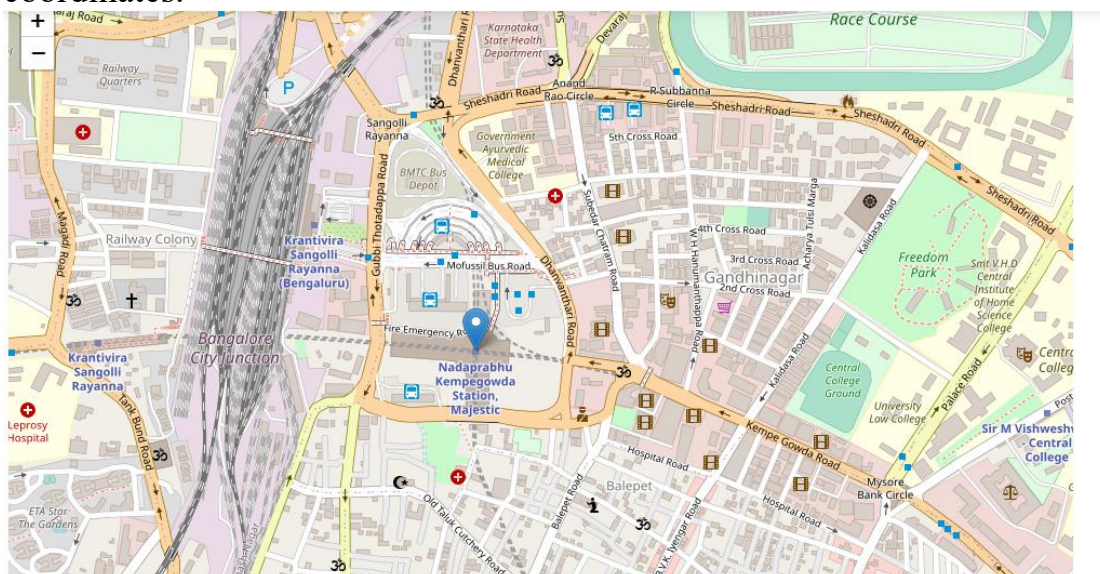 coordinates.
+
−
Race Course
Karnataka
State Health
Department
Dhanvanthari Road
Devaraj
Railway
Quarters
P
Anand
Rao Circle
R Subbanna
Circle
Sheshadri Road
Sheshadri Road
Sheshadri Road
Sheshadri Road
Sangolli
Rayanna
5th Cross Road
Government
Ayurvedic
Medical
College
BMTC Bus
Depot
Magadi Road
Railway Colony
Krantivira
Sangolli
Rayanna
(Bengaluru)
Gubbi Thotadappa Road
Mofussil Bus Road
Dhanvanthari Road
Subedar Chatram Road
W H Hanumanthappa Road
4th Cross Road
3rd Cross Road
Gandhinagar
2nd Cross Road
Acharya Tulsi Marga
Kalidasa Road
Freedom
Park
Smt V.H.D
Central
Institute
of Home
Science
College
Fire Emergency R
Bangalore
City Junction
Krantivira
Sangolli
Rayanna
Nadaprabhu
Kempegowda
Station,
Majestic
Kalidasa Road
Central
College
Ground
University
Law College
Palace Road
Centra
Colleg
Post
Leprosy
Hospital
Tank Bund Road
Sir M Vishwesh
- Central
College
Kempe Gowda Road
Hospital Road
Hospital Road
Mysore
Bank Circle
Balepet
Balepet Road
B.V.K. Iyengar Road
Old Taluk Cutchery Road
ETA Star
The Gardens